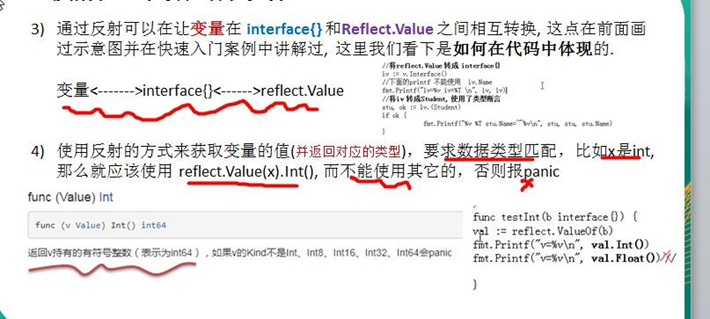 3) 通过反射可以在让变量在 interface{} 和Reflect.Value 之间相互转换, 这点在前面画
过示意图并在快速入门案例中讲解过, 这里我们看下是如何在代码中体现的.
变量<------->interface{}<------>reflect.Value
//将reflect.Value 转成 interface{}
iv := v.Interface()
//下面的printf 不能使用 iv.Name
fmt.Printf("iv=%v iv=%T \n", iv, iv)
//将iv 转成Student, 使用了类型断言
stu, ok := iv.(Student)
if ok {
fmt.Printf("%v %T stu.Name=~~%v\n", stu, stu, stu.Name)
4) 使用反射的方式来获取变量的值(并返回对应的类型), 要求数据类型匹配, 比如x是int,
那么就应该使用 reflect.Value(x).Int(), 而不能使用其它的, 否则报panic
func (Value) Int
func (v Value) Int() int64
返回v持有的有符号整数（表示为int64）, 如果v的Kind不是Int、Int8、Int16、Int32、Int64会panic
func testInt(b interface{}) {
val := reflect.ValueOf(b)
fmt.Printf("v=%v\n", val.Int())
fmt.Printf("v=%v\n", val.Float())//
}